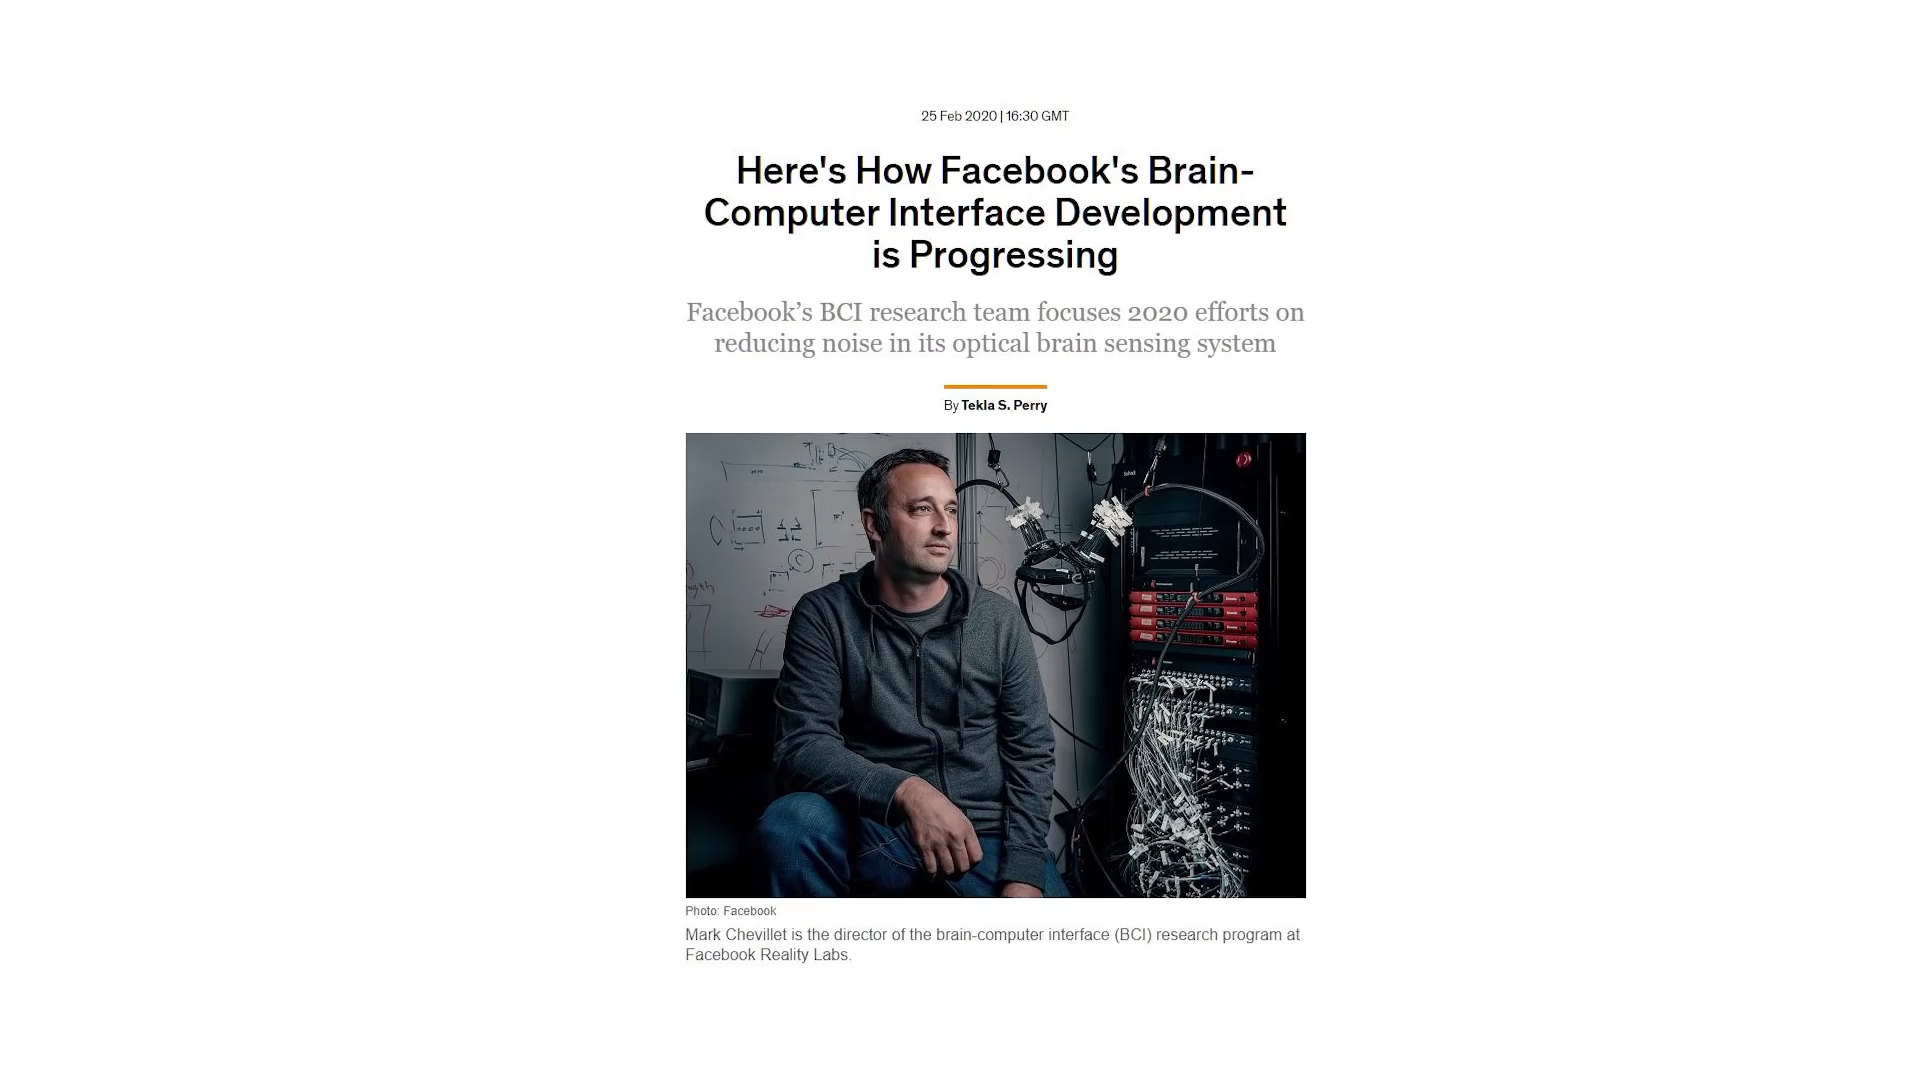 25 Feb 2020 | 16:30 GMT
Here's How Facebook's Brain-
Computer Interface Development
is Progressing
Facebook’s BCI research team focuses 2020 efforts on
reducing noise in its optical brain sensing system
By Tekla S. Perry
Photo: Facebook
Mark Chevillet is the director of the brain-computer interface (BCI) research program at
Facebook Reality Labs.